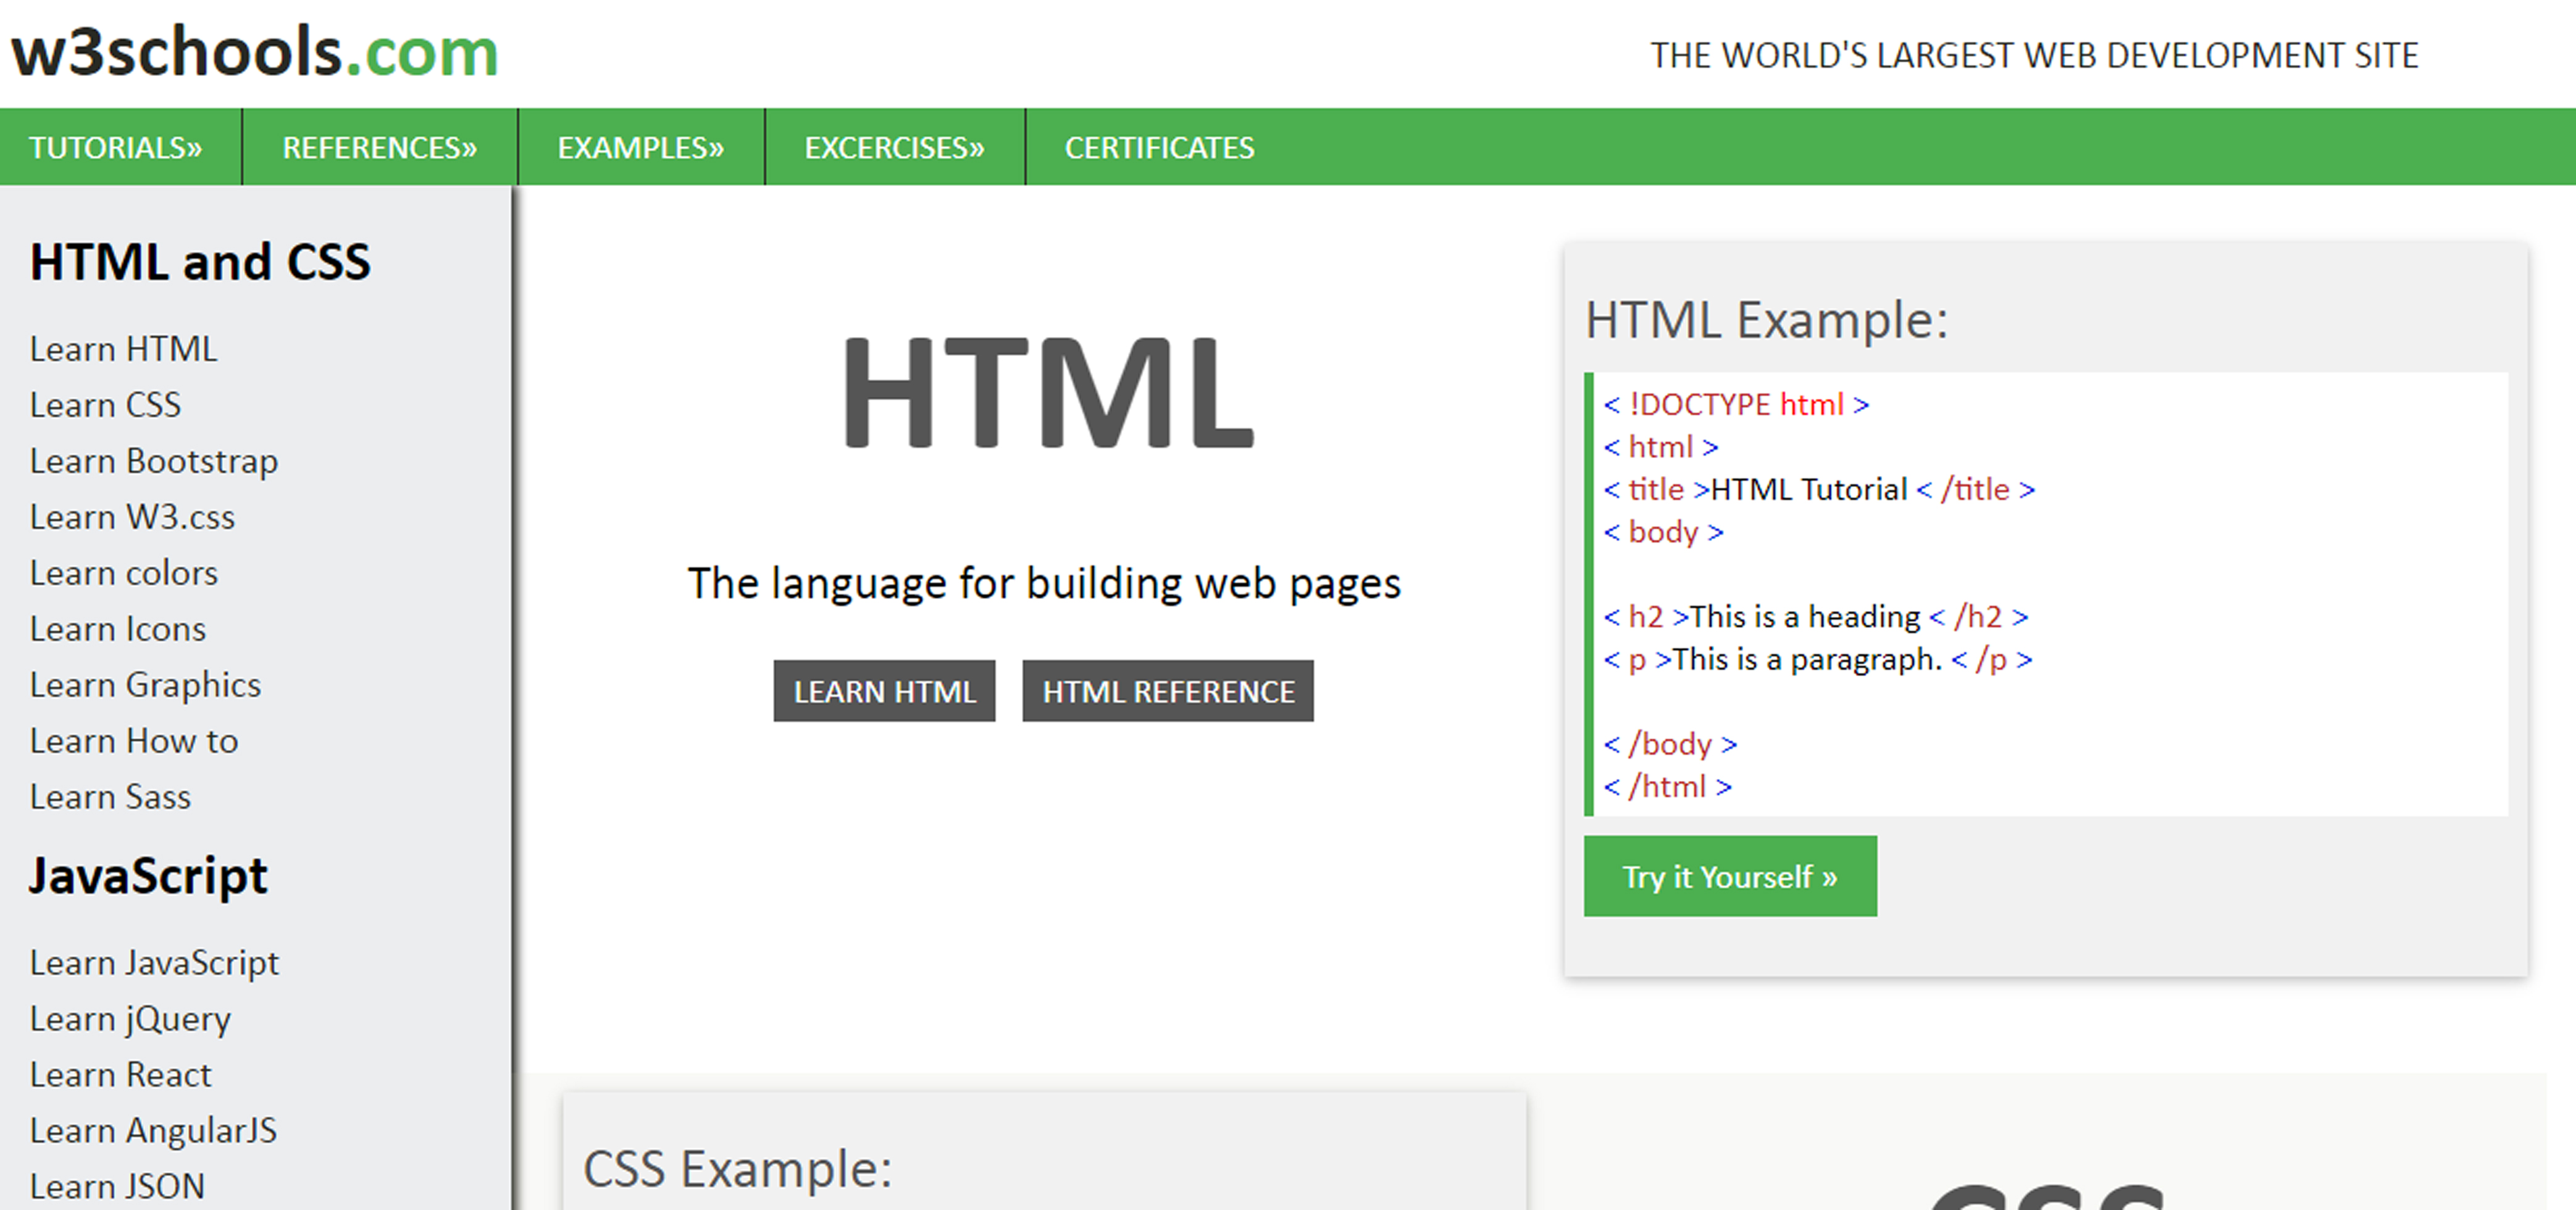 w3schools.com
THE WORLD'S LARGEST WEB DEVELOPMENT SITE
TUTORIALS» REFERENCES» EXAMPLES» EXCERCISES» CERTIFICATES
HTML and CSS
Learn HTML
Learn CSS
Learn Bootstrap
Learn W3.css
Learn colors
Learn Icons
Learn Graphics
Learn How to
Learn Sass
JavaScript
Learn JavaScript
Learn jQuery
Learn React
Learn AngularJS
Learn JSON
HTML
The language for building web pages
LEARN HTML HTML REFERENCE
HTML Example:
< !DOCTYPE html >
< html >
< title >HTML Tutorial < /title >
< body >
< h2 >This is a heading < /h2 >
< p >This is a paragraph. < /p >
< /body >
< /html >
Try it Yourself »
CSS Example:
CSS